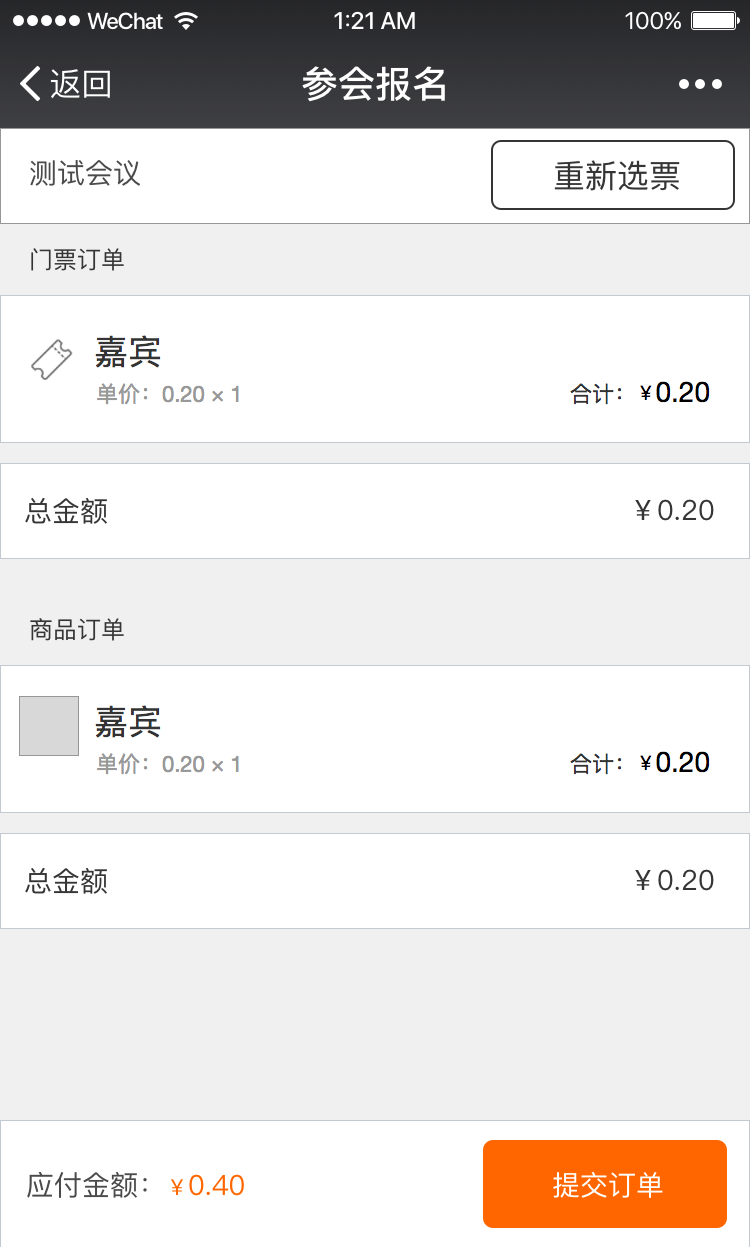 WeChat 1:21 AM 100%
返回 参会报名
测试会议 重新选票
门票订单
嘉宾
单价：0.20 × 1 合计：¥0.20
总金额 ¥0.20
商品订单
嘉宾
单价：0.20 × 1 合计：¥0.20
总金额 ¥0.20
应付金额：¥0.40 提交订单